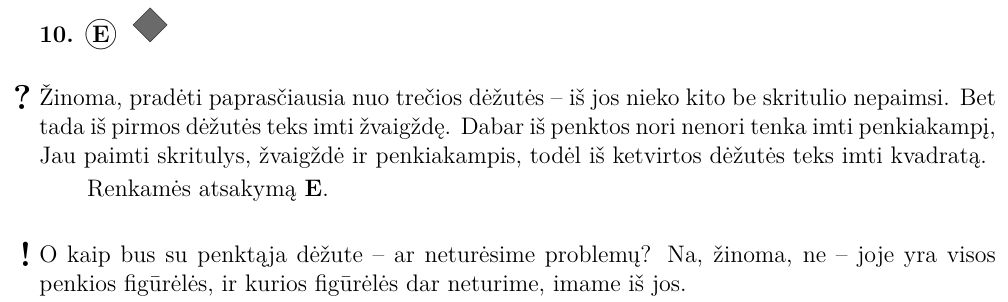 10. E
? Žinoma, pradėti paprasčiausia nuo trečios dėžutės – iš jos nieko kito be skritulio nepaimsi. Bet
tada iš pirmos dėžutės teks imti žvaigždę. Dabar iš penktos nori nenori tenka imti penkiakampį,
Jau paimti skritulys, žvaigždė ir penkiakampis, todėl iš ketvirtos dėžutės teks imti kvadratą.
Renkamės atsakymą E.
! O kaip bus su penktąja dėžute – ar neturėsime problemų? Na, žinoma, ne – joje yra visos
penkios figūrėlės, ir kurios figūrėlės dar neturime, imame iš jos.